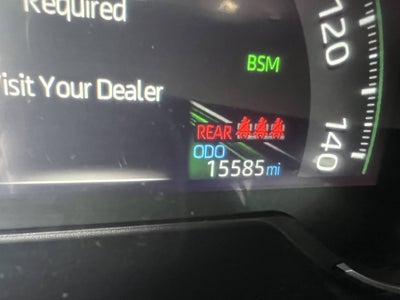 Required
120
BSM
isit Your Dealer
REAR
ODO
140
15585 mi